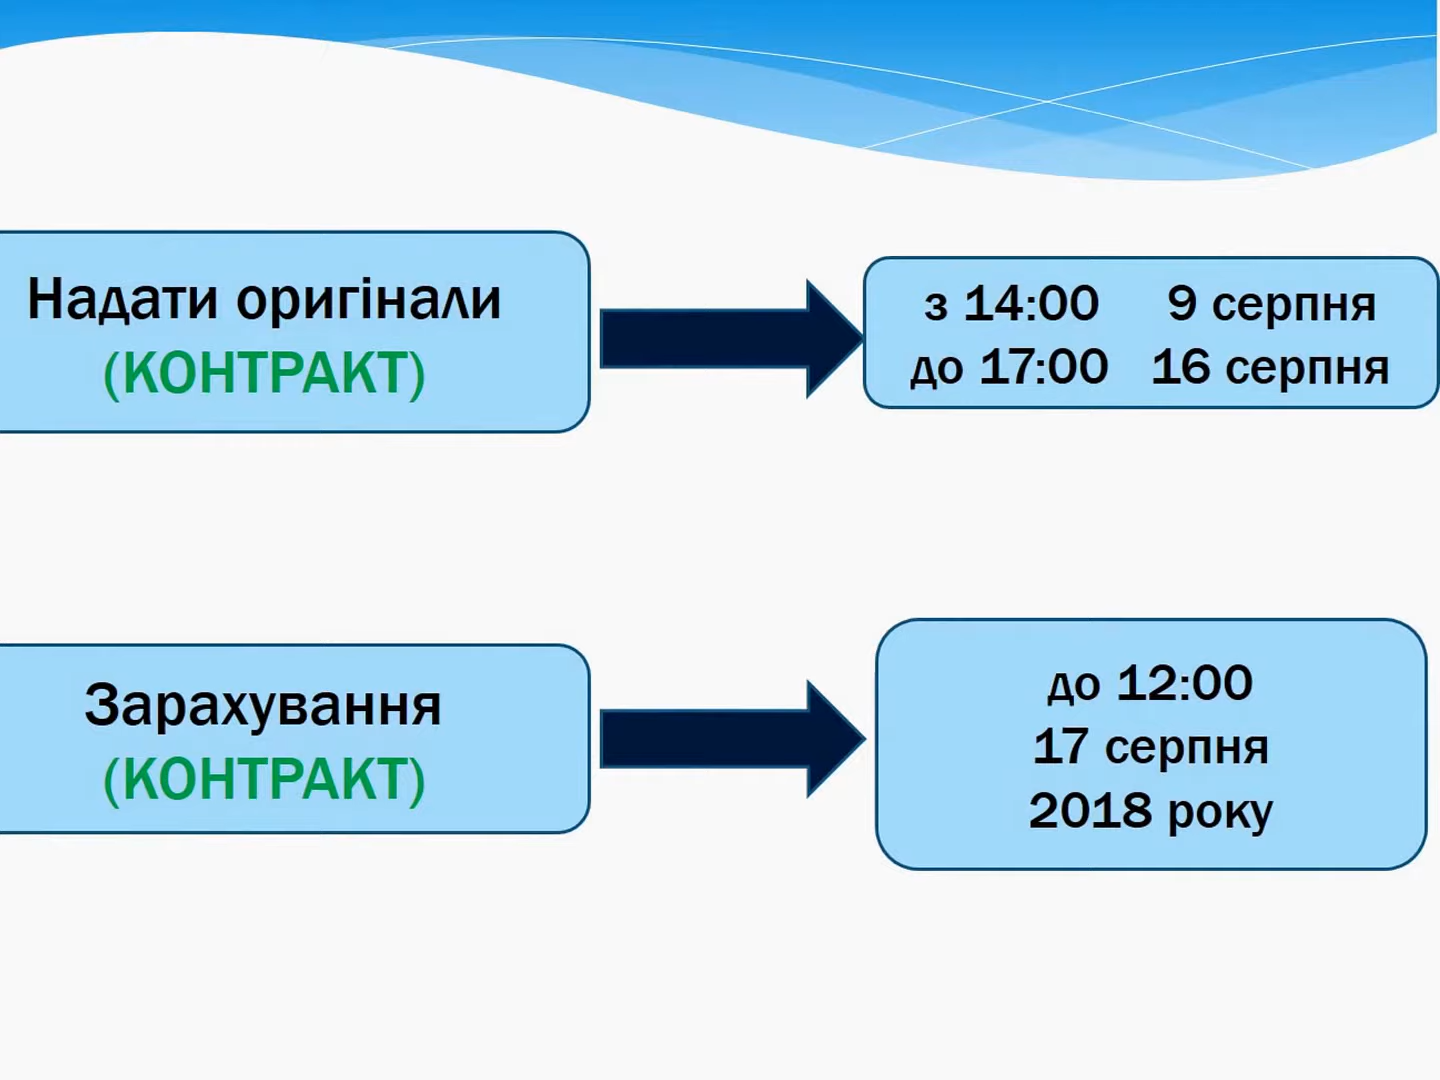 Надати оригінали
(КОНТРАКТ)
з 14:00 9 серпня
до 17:00 16 серпня
Зарахування
(КОНТРАКТ)
до 12:00
17 серпня
2018 року